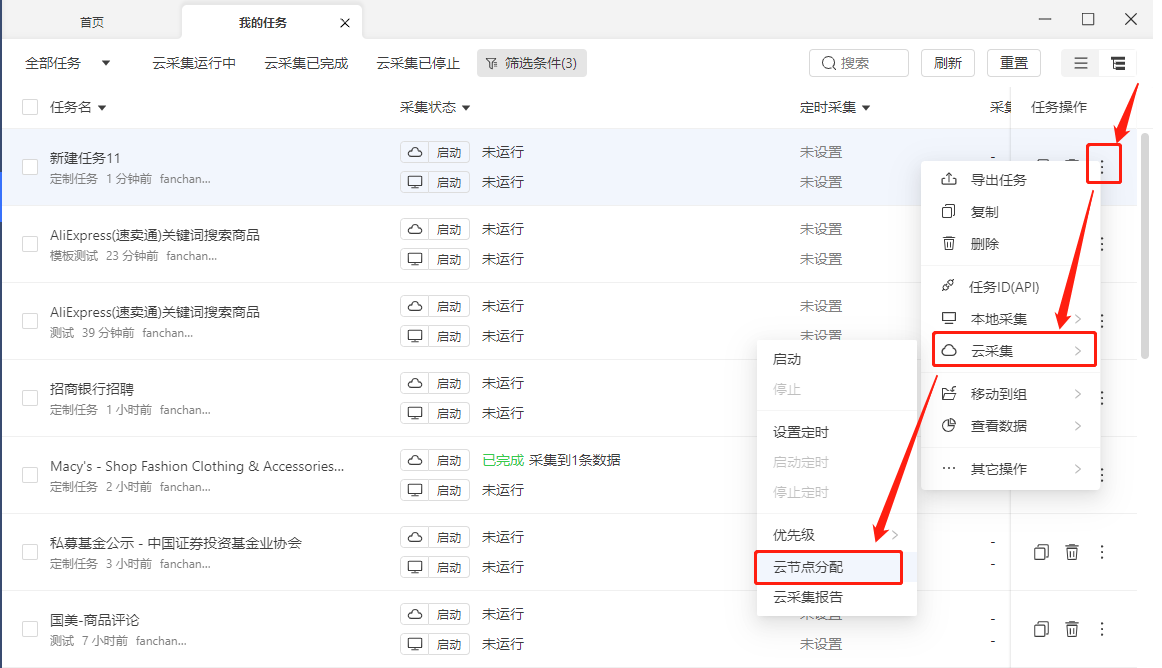 首页
我的任务
全部任务 云采集运行中 云采集已完成 云采集已停止 筛选条件(3) 搜索 刷新 重置
任务名 采集状态 定时采集 采集 任务操作
新建任务11
定制任务 1 分钟前 fanchan...
启动 未运行 未设置 -
启动 未运行 未设置
AliExpress(速卖通)关键词搜索商品
模板测试 23 分钟前 fanchan...
启动 未运行 未设置
启动 未运行 未设置
AliExpress(速卖通)关键词搜索商品
测试 39 分钟前 fanchan...
启动 未运行 未设置
启动 未运行 未设置
招商银行招聘
定制任务 1 小时前 fanchan...
启动 未运行
启动 未运行
Macy's - Shop Fashion Clothing & Accessories...
定制任务 2 小时前 fanchan...
启动 已完成 采集到1条数据
启动 未运行
私募基金公示 - 中国证券投资基金业协会
定制任务 3 小时前 fanchan...
启动 未运行 -
启动 未运行 -
国美-商品评论
测试 7 小时前 fanchan...
启动 未运行 -
启动 未运行 未设置 -
导出任务
复制
删除
任务ID(API)
本地采集
云采集
移动到组
查看数据
其它操作
启动
停止
设置定时
启动定时
停止定时
优先级
云节点分配
云采集报告